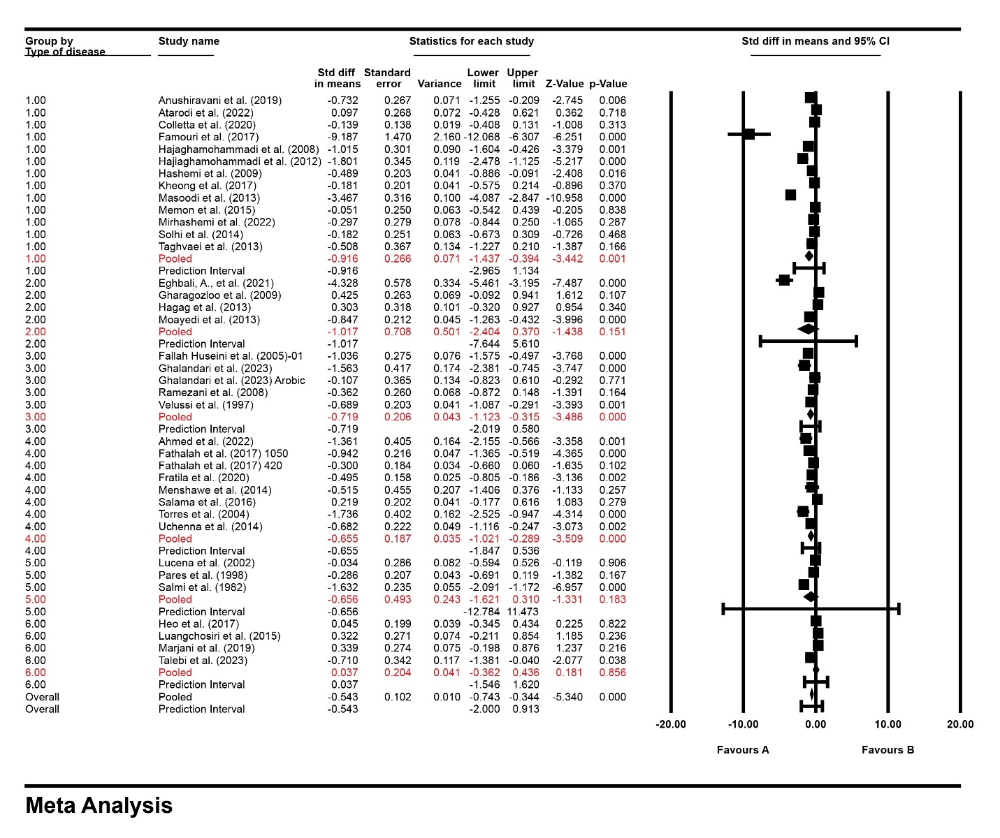 Group by Study name Statistics for each study Std diff in means and 95% CI
Type of disease
Std diff Standard Lower Upper
in means error Variance limit limit Z-Value p-Value
1.00 Anushiravani et al. (2019) -0.732 0.267 0.071 -1.255 -0.209 -2.745 0.006
1.00 Atarodi et al. (2022) 0.097 0.268 0.072 -0.428 0.621 0.362 0.718
1.00 Colletta et al. (2020) -0.139 0.138 0.019 -0.408 0.131 -1.008 0.313
1.00 Famouri et al. (2017) -9.187 1.470 2.160 -12.068 -6.307 -6.251 0.000
1.00 Hajaghamohammadi et al. (2008) -1.015 0.301 0.090 -1.604 -0.426 -3.379 0.001
1.00 Hajiaghamohammadi et al. (2012) -1.801 0.345 0.119 -2.478 -1.125 -5.217 0.000
1.00 Hashemi et al. (2009) -0.489 0.203 0.041 -0.886 -0.091 -2.408 0.016
1.00 Kheong et al. (2017) -0.181 0.201 0.041 -0.575 0.214 -0.896 0.370
1.00 Masoodi et al. (2013) -3.467 0.316 0.100 -4.087 -2.847 -10.958 0.000
1.00 Memon et al. (2015) -0.051 0.250 0.063 -0.542 0.439 -0.205 0.838
1.00 Mirhashemi et al. (2022) -0.297 0.279 0.078 -0.844 0.250 -1.065 0.287
1.00 Solhi et al. (2014) -0.182 0.251 0.063 -0.673 0.309 -0.726 0.468
1.00 Taghvaei et al. (2013) -0.508 0.367 0.134 -1.227 0.210 -1.387 0.166
1.00 Pooled -0.916 0.266 0.071 -1.437 -0.394 -3.442 0.001
1.00 Prediction Interval -0.916 -2.965 1.134
2.00 Eghbali, A., et al. (2021) -4.328 0.578 0.334 -5.461 -3.195 -7.487 0.000
2.00 Gharagozloo et al. (2009) 0.425 0.263 0.069 -0.092 0.941 1.612 0.107
2.00 Hagag et al. (2013) 0.303 0.318 0.101 -0.320 0.927 0.954 0.340
2.00 Moayedi et al. (2013) -0.847 0.212 0.045 -1.263 -0.432 -3.996 0.000
2.00 Pooled -1.017 0.708 0.501 -2.404 0.370 -1.438 0.151
2.00 Prediction Interval -1.017 -7.644 5.610
3.00 Fallah Huseini et al. (2005)-01 -1.036 0.275 0.076 -1.575 -0.497 -3.768 0.000
3.00 Ghalandari et al. (2023) -1.563 0.417 0.174 -2.381 -0.745 -3.747 0.000
3.00 Ghalandari et al. (2023) Arobic -0.107 0.365 0.134 -0.823 0.610 -0.292 0.771
3.00 Ramezani et al. (2008) -0.362 0.260 0.068 -0.872 0.148 -1.391 0.164
3.00 Velussi et al. (1997) -0.689 0.203 0.041 -1.087 -0.291 -3.393 0.001
3.00 Pooled -0.719 0.206 0.043 -1.123 -0.315 -3.486 0.000
3.00 Prediction Interval -0.719 -2.019 0.580
4.00 Ahmed et al. (2022) -1.361 0.405 0.164 -2.155 -0.566 -3.358 0.001
4.00 Fathalah et al. (2017) 1050 -0.942 0.216 0.047 -1.365 -0.519 -4.365 0.000
4.00 Fathalah et al. (2017) 420 -0.300 0.184 0.034 -0.660 0.060 -1.635 0.102
4.00 Fratila et al. (2020) -0.495 0.158 0.025 -0.805 -0.186 -3.136 0.002
4.00 Menshawe et al. (2014) -0.515 0.455 0.207 -1.406 0.376 -1.133 0.257
4.00 Salama et al. (2016) 0.219 0.202 0.041 -0.177 0.616 1.083 0.279
4.00 Torres et al. (2004) -1.736 0.402 0.162 -2.525 -0.947 -4.314 0.000
4.00 Uchenna et al. (2014) -0.682 0.222 0.049 -1.116 -0.247 -3.073 0.002
4.00 Pooled -0.655 0.187 0.035 -1.021 -0.289 -3.509 0.000
4.00 Prediction Interval -0.655 -1.847 0.536
5.00 Lucena et al. (2002) -0.034 0.286 0.082 -0.594 0.526 -0.119 0.906
5.00 Pares et al. (1998) -0.286 0.207 0.043 -0.691 0.119 -1.382 0.167
5.00 Salmi et al. (1982) -1.632 0.235 0.055 -2.091 -1.172 -6.957 0.000
5.00 Pooled -0.656 0.493 0.243 -1.621 0.310 -1.331 0.183
5.00 Prediction Interval -0.656 -12.784 11.473
6.00 Heo et al. (2017) 0.045 0.199 0.039 -0.345 0.434 0.225 0.822
6.00 Luangchosiri et al. (2015) 0.322 0.271 0.074 -0.211 0.854 1.185 0.236
6.00 Marjani et al. (2019) 0.339 0.274 0.075 -0.198 0.876 1.237 0.216
6.00 Talebi et al. (2023) -0.710 0.342 0.117 -1.381 -0.040 -2.077 0.038
6.00 Pooled 0.037 0.204 0.041 -0.362 0.436 0.181 0.856
6.00 Prediction Interval 0.037 -1.546 1.620
Overall Pooled -0.543 0.102 0.010 -0.743 -0.344 -5.340 0.000
Overall Prediction Interval -0.543 -2.000 0.913
-20.00 -10.00 0.00 10.00 20.00
Favours A Favours B
Meta Analysis